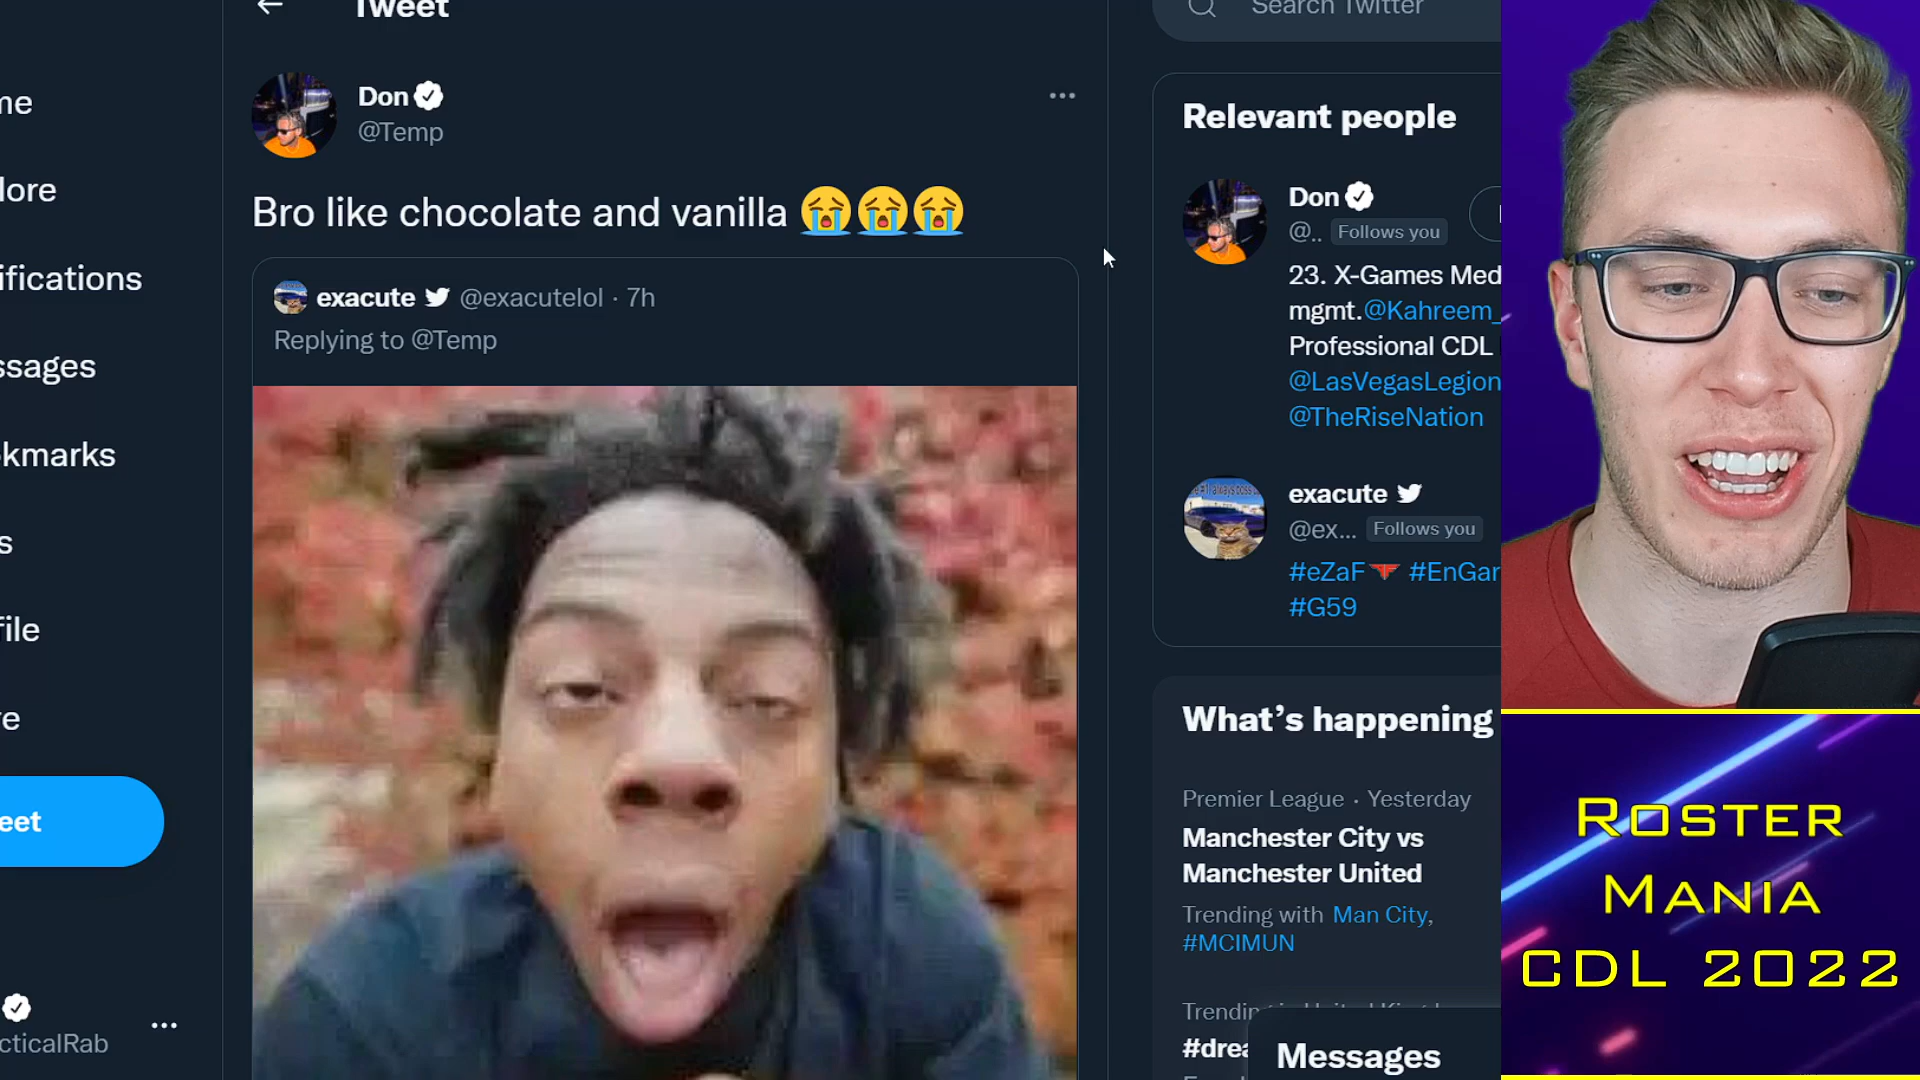 Tweet
Search Twitter
me
lore
ifications
ssages
kmarks
s
file
re
eet
cticalRab
Don
@Temp
Bro like chocolate and vanilla 😭😭😭
exacute @exacutelol · 7h
Replying to @Temp
Relevant people
Don
@.. Follows you
23. X-Games Med
mgmt.@Kahreem_
Professional CDL
@LasVegasLegion
@TheRiseNation
exacute
@ex... Follows you
#eZaF #EnGar
#G59
What's happening
Premier League · Yesterday
Manchester City vs
Manchester United
Trending with Man City,
#MCIMUN
#drea
Messages
ROSTER
MANIA
CDL 2022